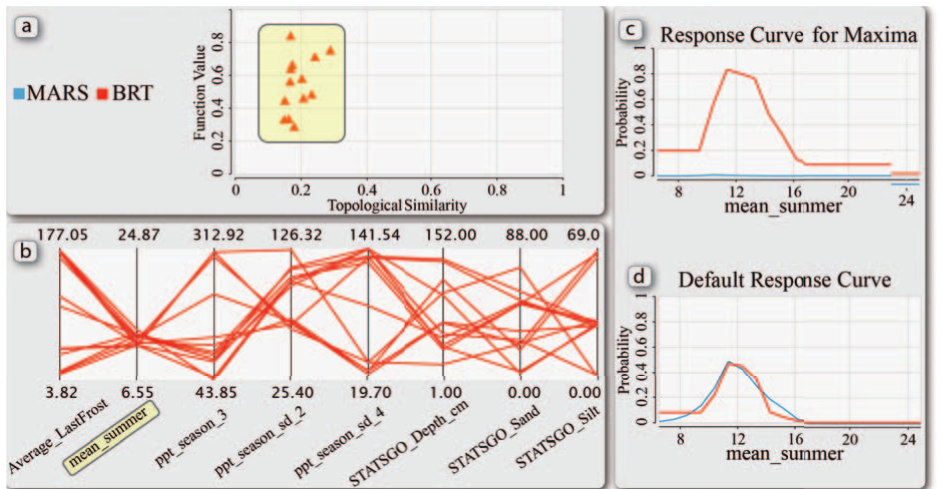 a
MARS BRT
Function Value
0 0.2 0.4 0.6 0.8
0 0.2 0.4 0.6 0.8 1
Topological Similarity
b
177.05 24.87 312.92 126.32 141.54 152.00 88.00 69.0
3.82 6.55 43.85 25.40 19.70 1.00 0.00 0.00
Average_LastFrost
mean_summer
ppt_season_3
ppt_season_sd_2
ppt_season_sd_4
STATSGO_Depth_cm
STATSGO_Sand
STATSGO_Silt
c
Response Curve for Maxima
Probability
0 0.2 0.4 0.6 0.8 1
8 12 16 20 24
mean_summer
d
Default Response Curve
Probability
0 0.2 0.4 0.6 0.8 1
8 12 16 20 24
mean_summer